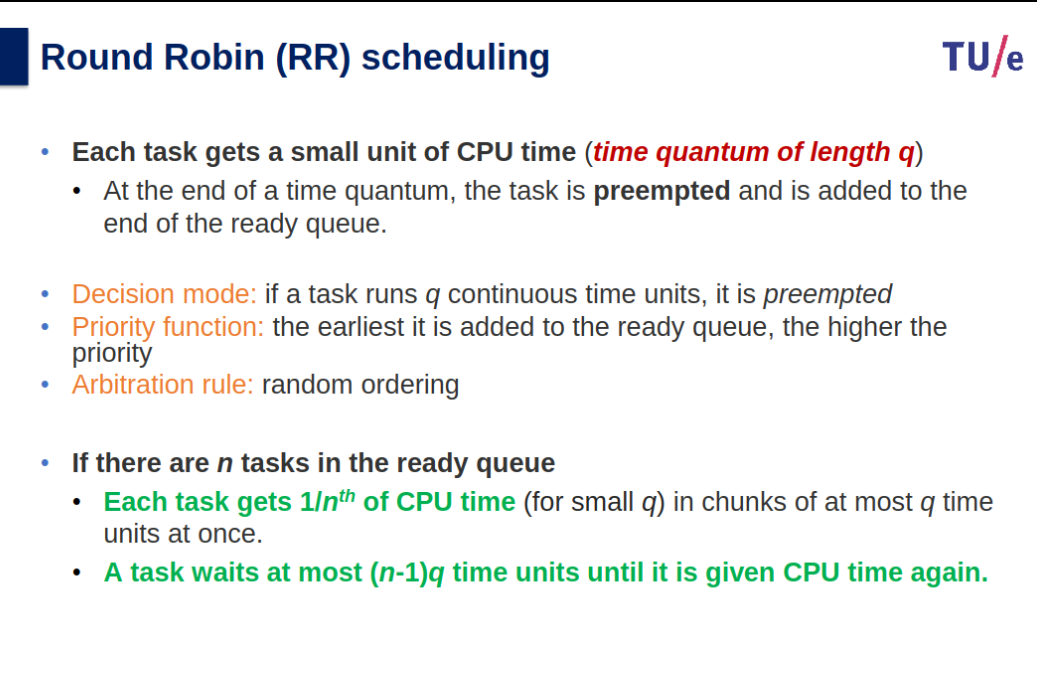 Round Robin (RR) scheduling
TU/e
• Each task gets a small unit of CPU time (time quantum of length q)
• At the end of a time quantum, the task is preempted and is added to the
end of the ready queue.
• Decision mode: if a task runs q continuous time units, it is preempted
• Priority function: the earliest it is added to the ready queue, the higher the
priority
• Arbitration rule: random ordering
• If there are n tasks in the ready queue
• Each task gets 1/nth of CPU time (for small q) in chunks of at most q time
units at once.
• A task waits at most (n-1)q time units until it is given CPU time again.